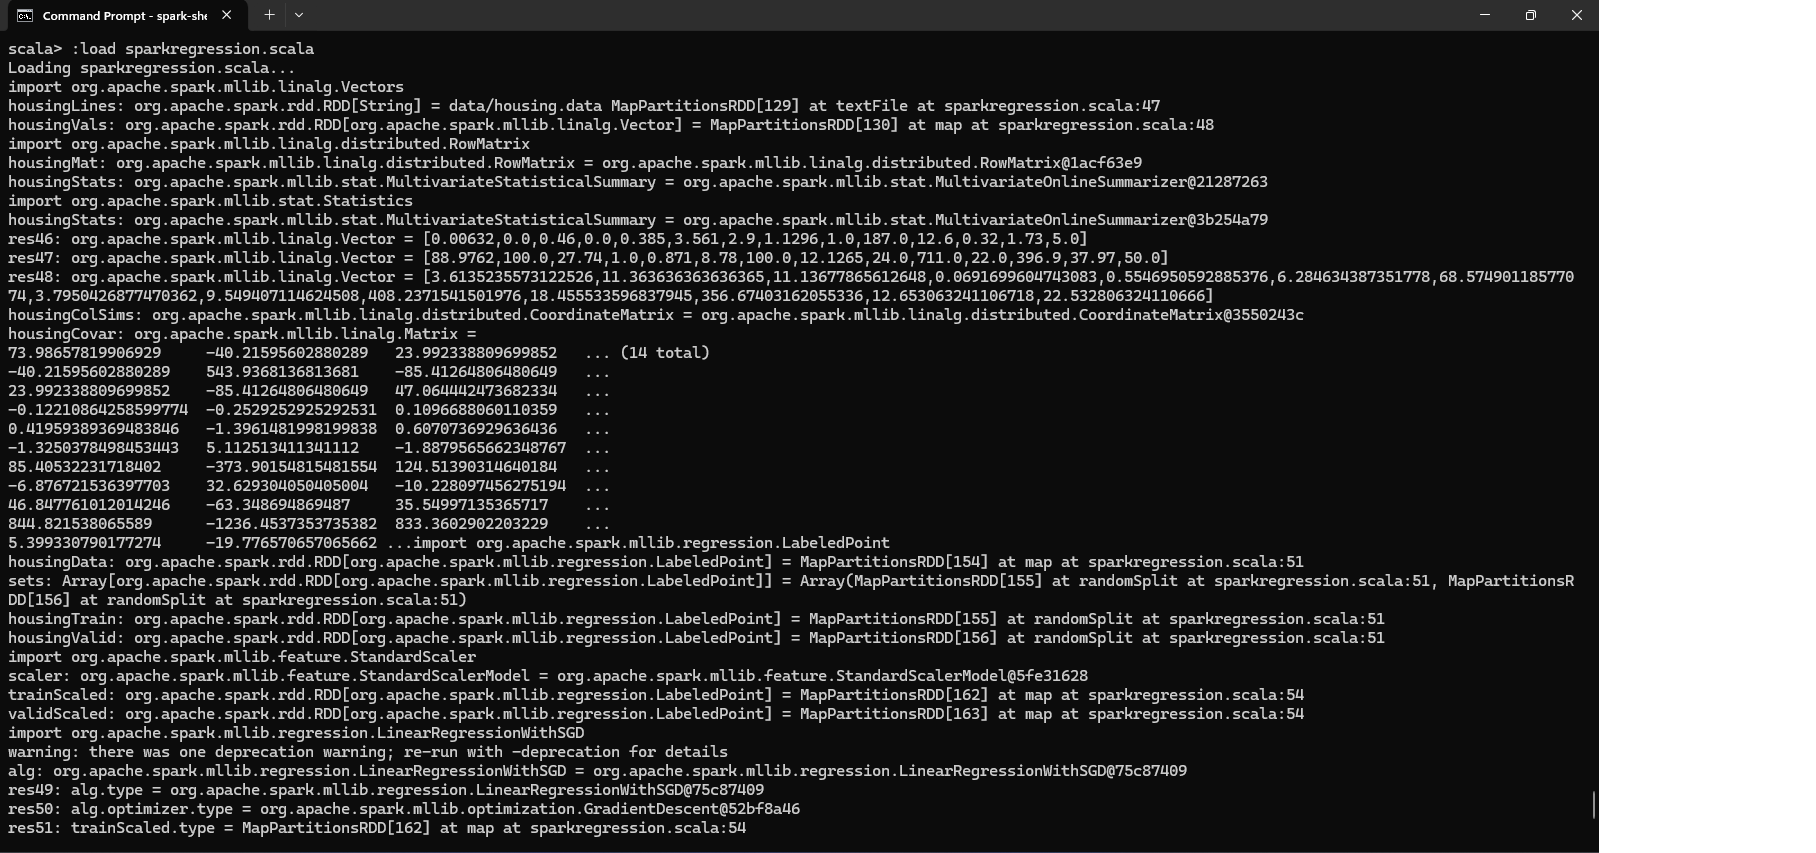 Command Prompt - spark-she
scala> :load sparkregression.scala
Loading sparkregression.scala...
import org.apache.spark.mllib.linalg.Vectors
housingLines: org.apache.spark.rdd.RDD[String] = data/housing.data MapPartitionsRDD[129] at textFile at sparkregression.scala:47
housingVals: org.apache.spark.rdd.RDD[org.apache.spark.mllib.linalg.Vector] = MapPartitionsRDD[130] at map at sparkregression.scala:48
import org.apache.spark.mllib.linalg.distributed.RowMatrix
housingMat: org.apache.spark.mllib.linalg.distributed.RowMatrix = org.apache.spark.mllib.linalg.distributed.RowMatrix@1acf63e9
housingStats: org.apache.spark.mllib.stat.MultivariateStatisticalSummary = org.apache.spark.mllib.stat.MultivariateOnlineSummarizer@21287263
import org.apache.spark.mllib.stat.Statistics
housingStats: org.apache.spark.mllib.stat.MultivariateStatisticalSummary = org.apache.spark.mllib.stat.MultivariateOnlineSummarizer@3b254a79
res46: org.apache.spark.mllib.linalg.Vector = [0.00632,0.0,0.46,0.0,0.385,3.561,2.9,1.1296,1.0,187.0,12.6,0.32,1.73,5.0]
res47: org.apache.spark.mllib.linalg.Vector = [88.9762,100.0,27.74,1.0,0.871,8.78,100.0,12.1265,24.0,711.0,22.0,396.9,37.97,50.0]
res48: org.apache.spark.mllib.linalg.Vector = [3.6135235573122526,11.363636363636365,11.13677865612648,0.0691699604743083,0.5546950592885376,6.284634387351778,68.574901185770
74,3.7950426877470362,9.549407114624508,408.2371541501976,18.455533596837945,356.67403162055336,12.653063241106718,22.532806324110666]
housingColSims: org.apache.spark.mllib.linalg.distributed.CoordinateMatrix = org.apache.spark.mllib.linalg.distributed.CoordinateMatrix@3550243c
housingCovar: org.apache.spark.mllib.linalg.Matrix =
73.98657819906929     -40.21595602880289   23.992338809699852   ... (14 total)
-40.21595602880289    543.9368136813681    -85.41264806480649   ...
23.992338809699852    -85.41264806480649   47.064442473682334   ...
-0.12210864258599774  -0.2529252925292531  0.1096688060110359   ...
0.41959389369483846   -1.3961481998199838  0.6070736929636436   ...
-1.3250378498453443   5.112513411341112    -1.8879565662348767  ...
85.40532231718402     -373.90154815481554  124.51390314640184   ...
-6.876721536397703    32.629304050405004   -10.228097456275194  ...
46.847761012014246    -63.348694869487     35.54997135365717    ...
844.821538065589      -1236.4537353735382  833.3602902203229    ...
5.399330790177274     -19.776570657065662 ...import org.apache.spark.mllib.regression.LabeledPoint
housingData: org.apache.spark.rdd.RDD[org.apache.spark.mllib.regression.LabeledPoint] = MapPartitionsRDD[154] at map at sparkregression.scala:51
sets: Array[org.apache.spark.rdd.RDD[org.apache.spark.mllib.regression.LabeledPoint]] = Array(MapPartitionsRDD[155] at randomSplit at sparkregression.scala:51, MapPartitionsR
DD[156] at randomSplit at sparkregression.scala:51)
housingTrain: org.apache.spark.rdd.RDD[org.apache.spark.mllib.regression.LabeledPoint] = MapPartitionsRDD[155] at randomSplit at sparkregression.scala:51
housingValid: org.apache.spark.rdd.RDD[org.apache.spark.mllib.regression.LabeledPoint] = MapPartitionsRDD[156] at randomSplit at sparkregression.scala:51
import org.apache.spark.mllib.feature.StandardScaler
scaler: org.apache.spark.mllib.feature.StandardScalerModel = org.apache.spark.mllib.feature.StandardScalerModel@5fe31628
trainScaled: org.apache.spark.rdd.RDD[org.apache.spark.mllib.regression.LabeledPoint] = MapPartitionsRDD[162] at map at sparkregression.scala:54
validScaled: org.apache.spark.rdd.RDD[org.apache.spark.mllib.regression.LabeledPoint] = MapPartitionsRDD[163] at map at sparkregression.scala:54
import org.apache.spark.mllib.regression.LinearRegressionWithSGD
warning: there was one deprecation warning; re-run with -deprecation for details
alg: org.apache.spark.mllib.regression.LinearRegressionWithSGD = org.apache.spark.mllib.regression.LinearRegressionWithSGD@75c87409
res49: alg.type = org.apache.spark.mllib.regression.LinearRegressionWithSGD@75c87409
res50: alg.optimizer.type = org.apache.spark.mllib.optimization.GradientDescent@52bf8a46
res51: trainScaled.type = MapPartitionsRDD[162] at map at sparkregression.scala:54